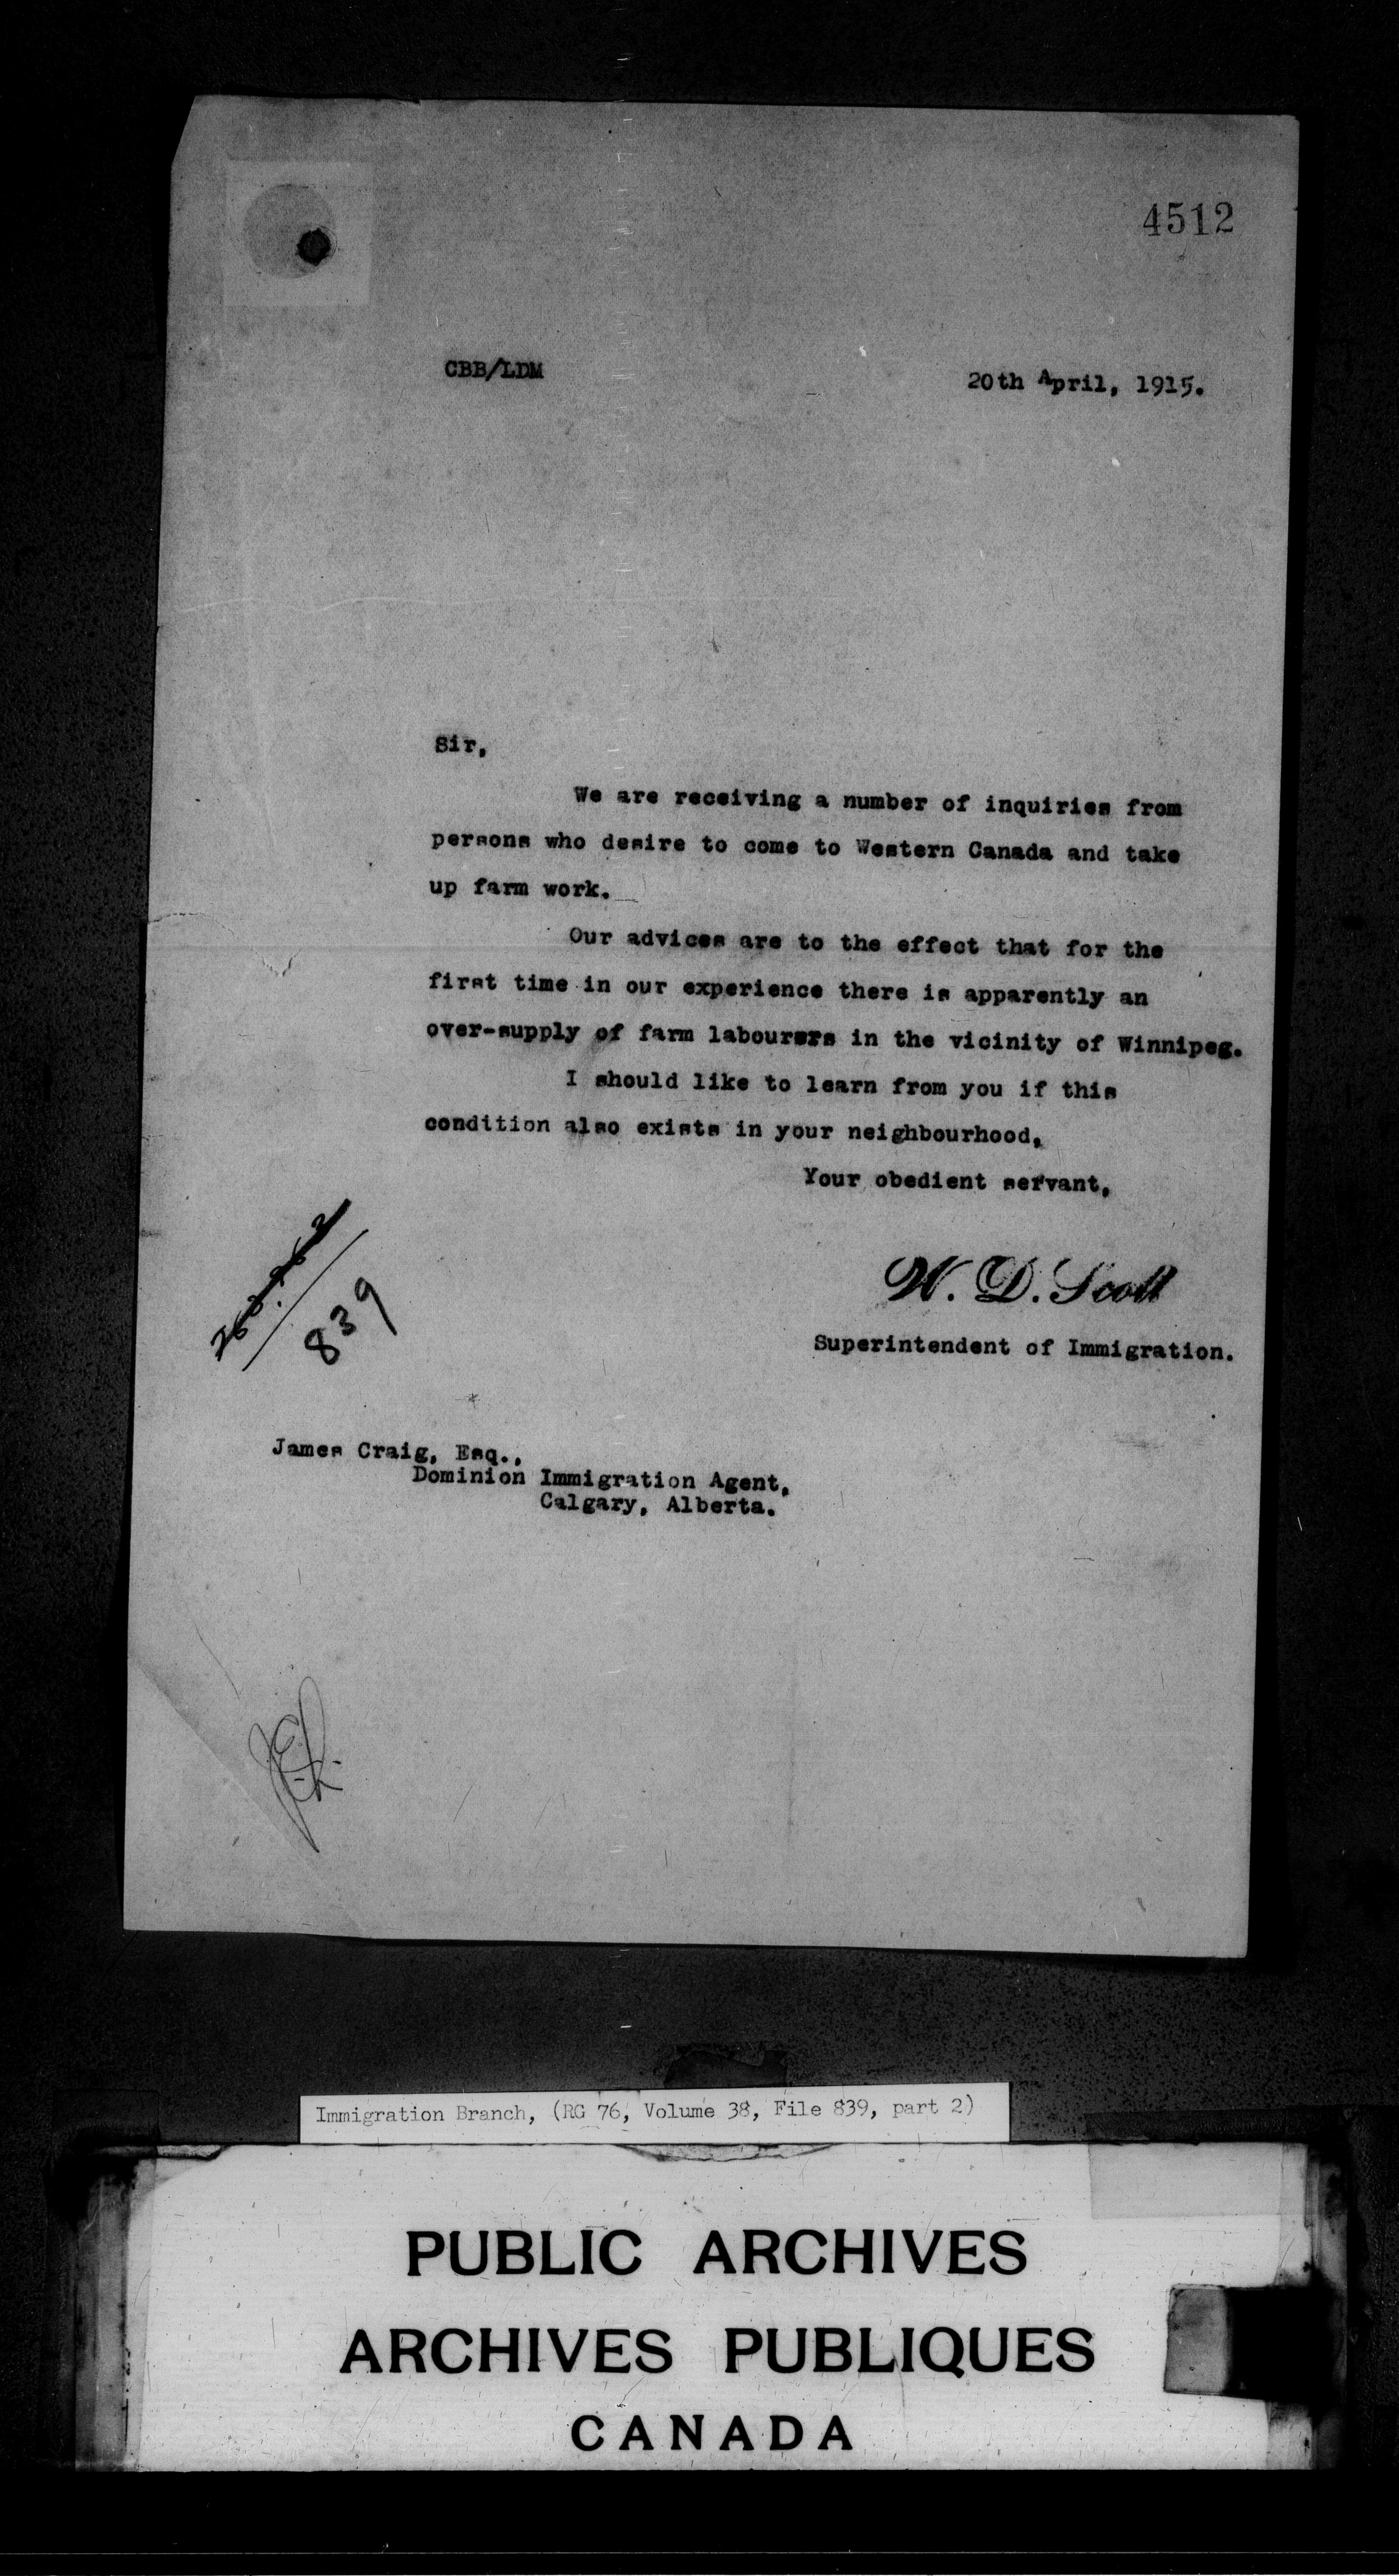 4512
CBB/LDM
20th April, 1915.
Sir,
We are receiving a number of inquiries from
persons who desire to come to Western Canada and take
up farm work.
Our advices are to the effect that for the
first time in our experience there is apparently an
over-supply of farm labourers in the vicinity of Winnipeg.
I should like to learn from you if this
condition also exists in your neighbourhood,
Your obedient servant,
W. D. Scott
Superintendent of Immigration.
839
James Craig, Esq.,
Dominion Immigration Agent,
Calgary, Alberta.
Immigration Branch, (RG 76, Volume 38, File 839, part 2)
PUBLIC ARCHIVES
ARCHIVES PUBLIQUES
CANADA